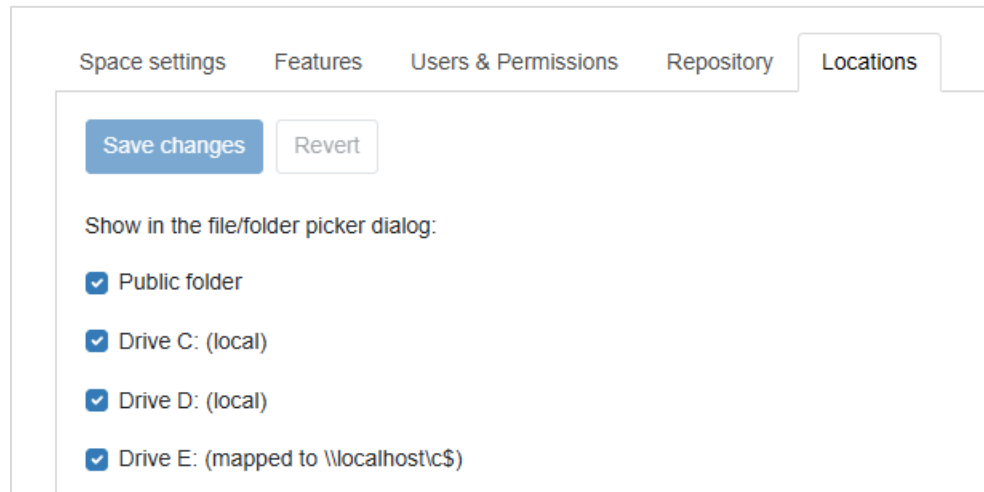 Space settings Features Users & Permissions Repository Locations
Save changes Revert
Show in the file/folder picker dialog:
Public folder
Drive C: (local)
Drive D: (local)
Drive E: (mapped to \\localhost\c$)